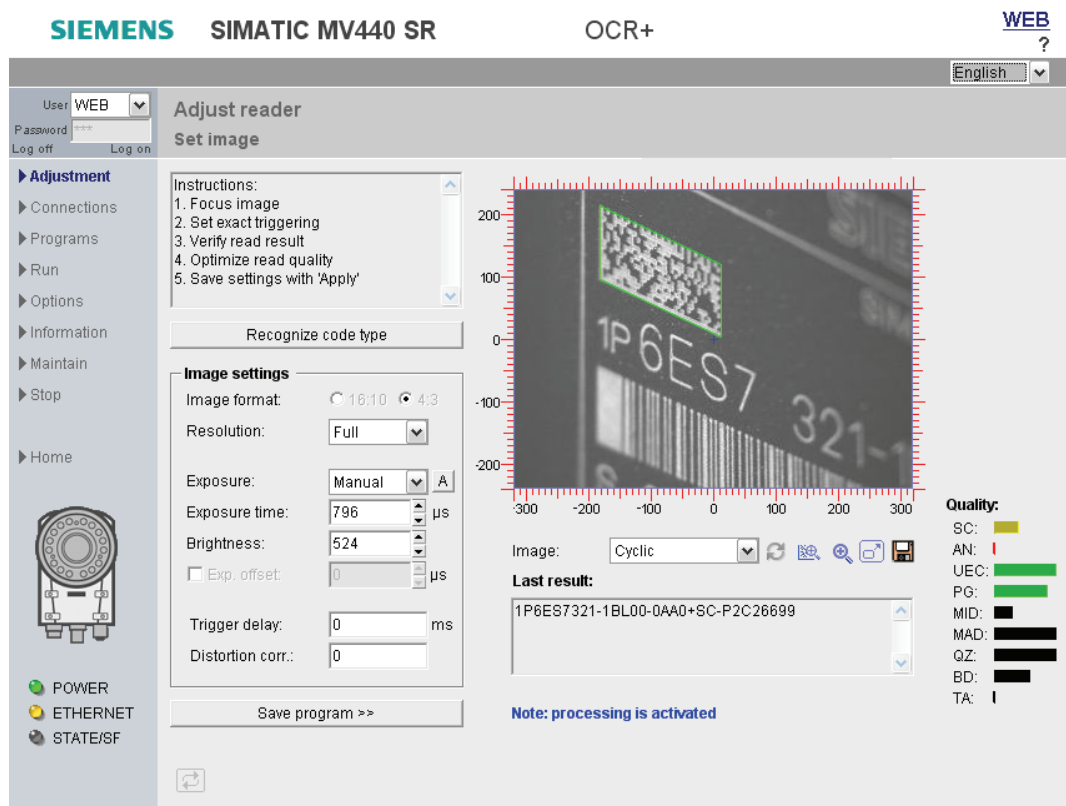 SIEMENS SIMATIC MV440 SR OCR+ WEB
?
English
User WEB
Password ***
Log off Log on
Adjust reader
Set image
Adjustment
Connections
Programs
Run
Options
Information
Maintain
Stop
Home
POWER
ETHERNET
STATE/SF
Instructions:
1. Focus image
2. Set exact triggering
3. Verify read result
4. Optimize read quality
5. Save settings with 'Apply'
Recognize code type
Image settings
Image format: 16:10 4:3
Resolution: Full
Exposure: Manual A
Exposure time: 796 µs
Brightness: 524
Exp. offset: 0 µs
Trigger delay: 0 ms
Distortion corr.: 0
Save program >>
200
100
0
-100
-200
-300 -200 -100 0 100 200 300
1P6ES7 321-1
S
Image: Cyclic
Last result:
1P6ES7321-1BL00-0AA0+SC-P2C26699
Note: processing is activated
Quality:
SC:
AN:
UEC:
PG:
MID:
MAD:
QZ:
BD:
TA: